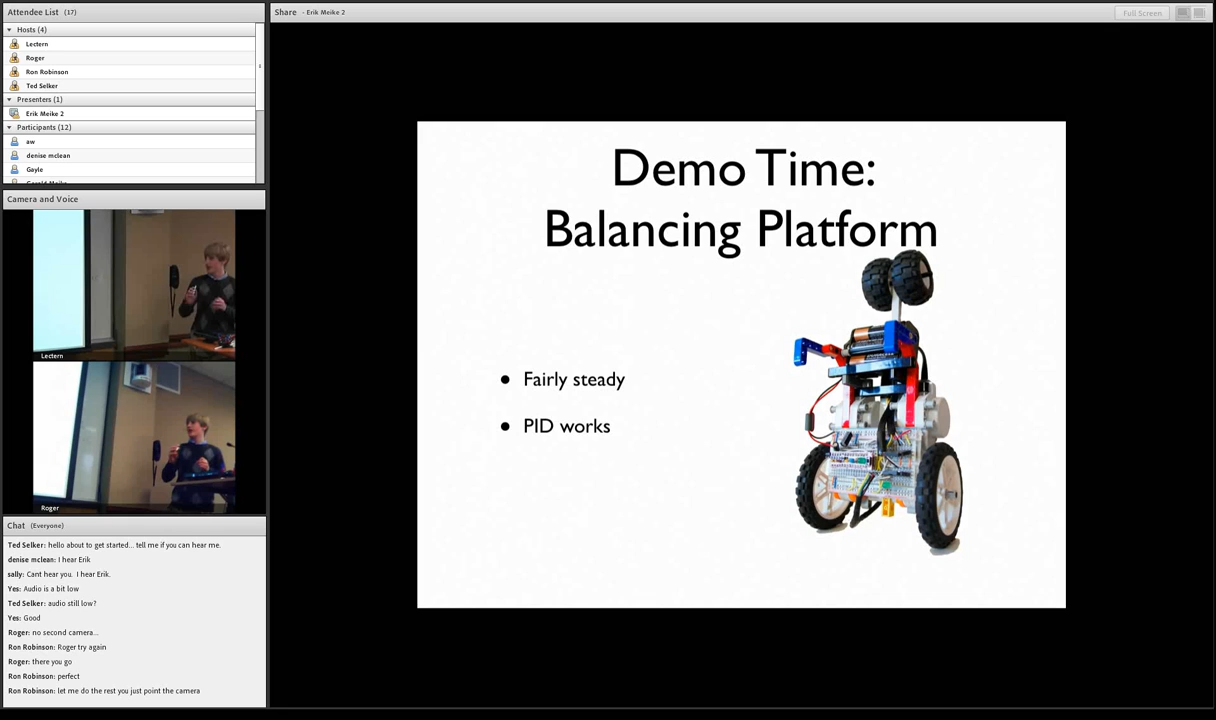 Attendee List (17)
Hosts (4)
Lectern
Roger
Ron Robinson
Ted Selker
Presenters (1)
Erik Meike 2
Participants (12)
aw
denise mclean
Gayle
Camera and Voice
Lectern
Roger
Chat (Everyone)
Ted Selker: hello about to get started... tell me if you can hear me.
denise mclean: I hear Erik
sally: Cant hear you. I hear Erik.
Yes: Audio is a bit low
Ted Selker: audio still low?
Yes: Good
Roger: no second camera...
Ron Robinson: Roger try again
Roger: there you go
Ron Robinson: perfect
Ron Robinson: let me do the rest you just point the camera
Share - Erik Meike 2
Full Screen
Demo Time:
Balancing Platform
● Fairly steady
● PID works